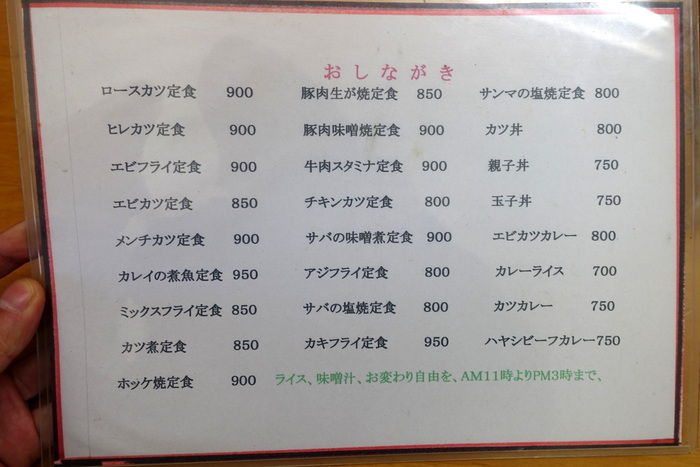 おしながき
ロースカツ定食 900
ヒレカツ定食 900
エビフライ定食 900
エビカツ定食 850
メンチカツ定食 900
カレイの煮魚定食 950
ミックスフライ定食 850
カツ煮定食 850
ホッケ焼定食 900
豚肉生が焼定食 850
豚肉味噌焼定食 900
牛肉スタミナ定食 900
チキンカツ定食 800
サバの味噌煮定食 900
アジフライ定食 800
サバの塩焼定食 800
カキフライ定食 950
サンマの塩焼定食 800
カツ丼 800
親子丼 750
玉子丼 750
エビカツカレー 800
カレーライス 700
カツカレー 750
ハヤシビーフカレー 750
ライス、味噌汁、お変わり自由を、AM11時よりPM3時まで、